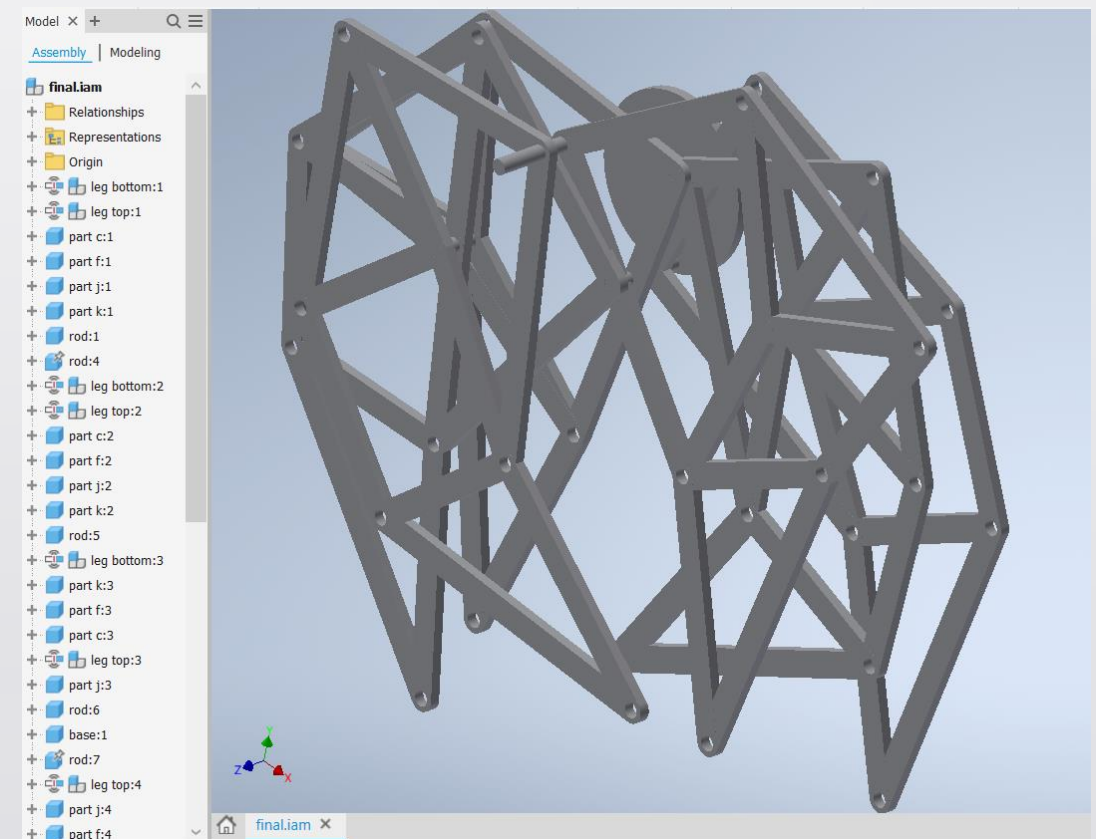 Model × +
Assembly | Modeling
final.iam
Relationships
Representations
Origin
leg bottom:1
leg top:1
part c:1
part f:1
part j:1
part k:1
rod:1
rod:4
leg bottom:2
leg top:2
part c:2
part f:2
part j:2
part k:2
rod:5
leg bottom:3
part k:3
part f:3
part c:3
leg top:3
part j:3
rod:6
base:1
rod:7
leg top:4
part j:4
part f:4
Y
Z
X
final.iam ×